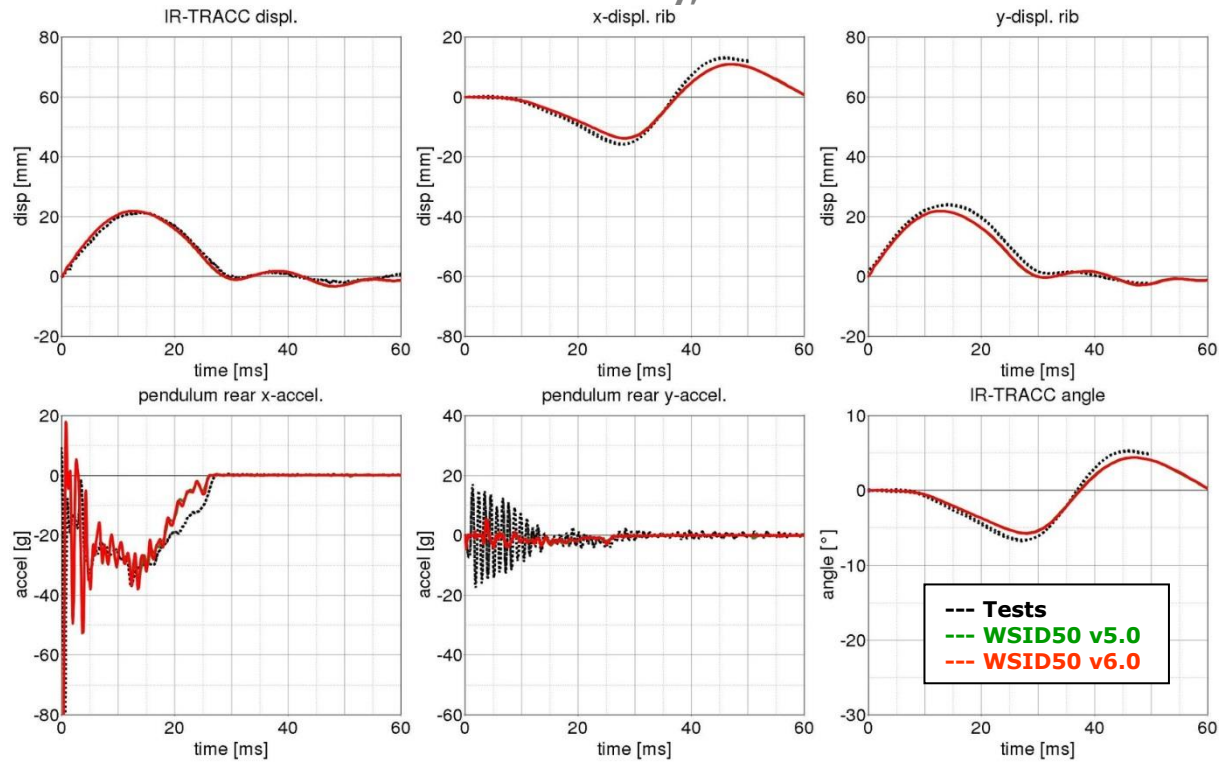 IR-TRACC displ.
x-displ. rib
y-displ. rib
80
60
40
20
0
-20
disp [mm]
0
20
40
60
time [ms]
20
0
-20
-40
-60
-80
disp [mm]
0
20
40
60
time [ms]
80
60
40
20
0
-20
disp [mm]
0
20
40
60
time [ms]
pendulum rear x-accel.
pendulum rear y-accel.
IR-TRACC angle
20
0
-20
-40
-60
-80
accel [g]
0
20
40
60
time [ms]
40
20
0
-20
-40
-60
accel [g]
0
20
40
60
time [ms]
10
0
-10
-20
-30
angle [°]
0
20
40
60
time [ms]
--- Tests
--- WSID50 v5.0
--- WSID50 v6.0